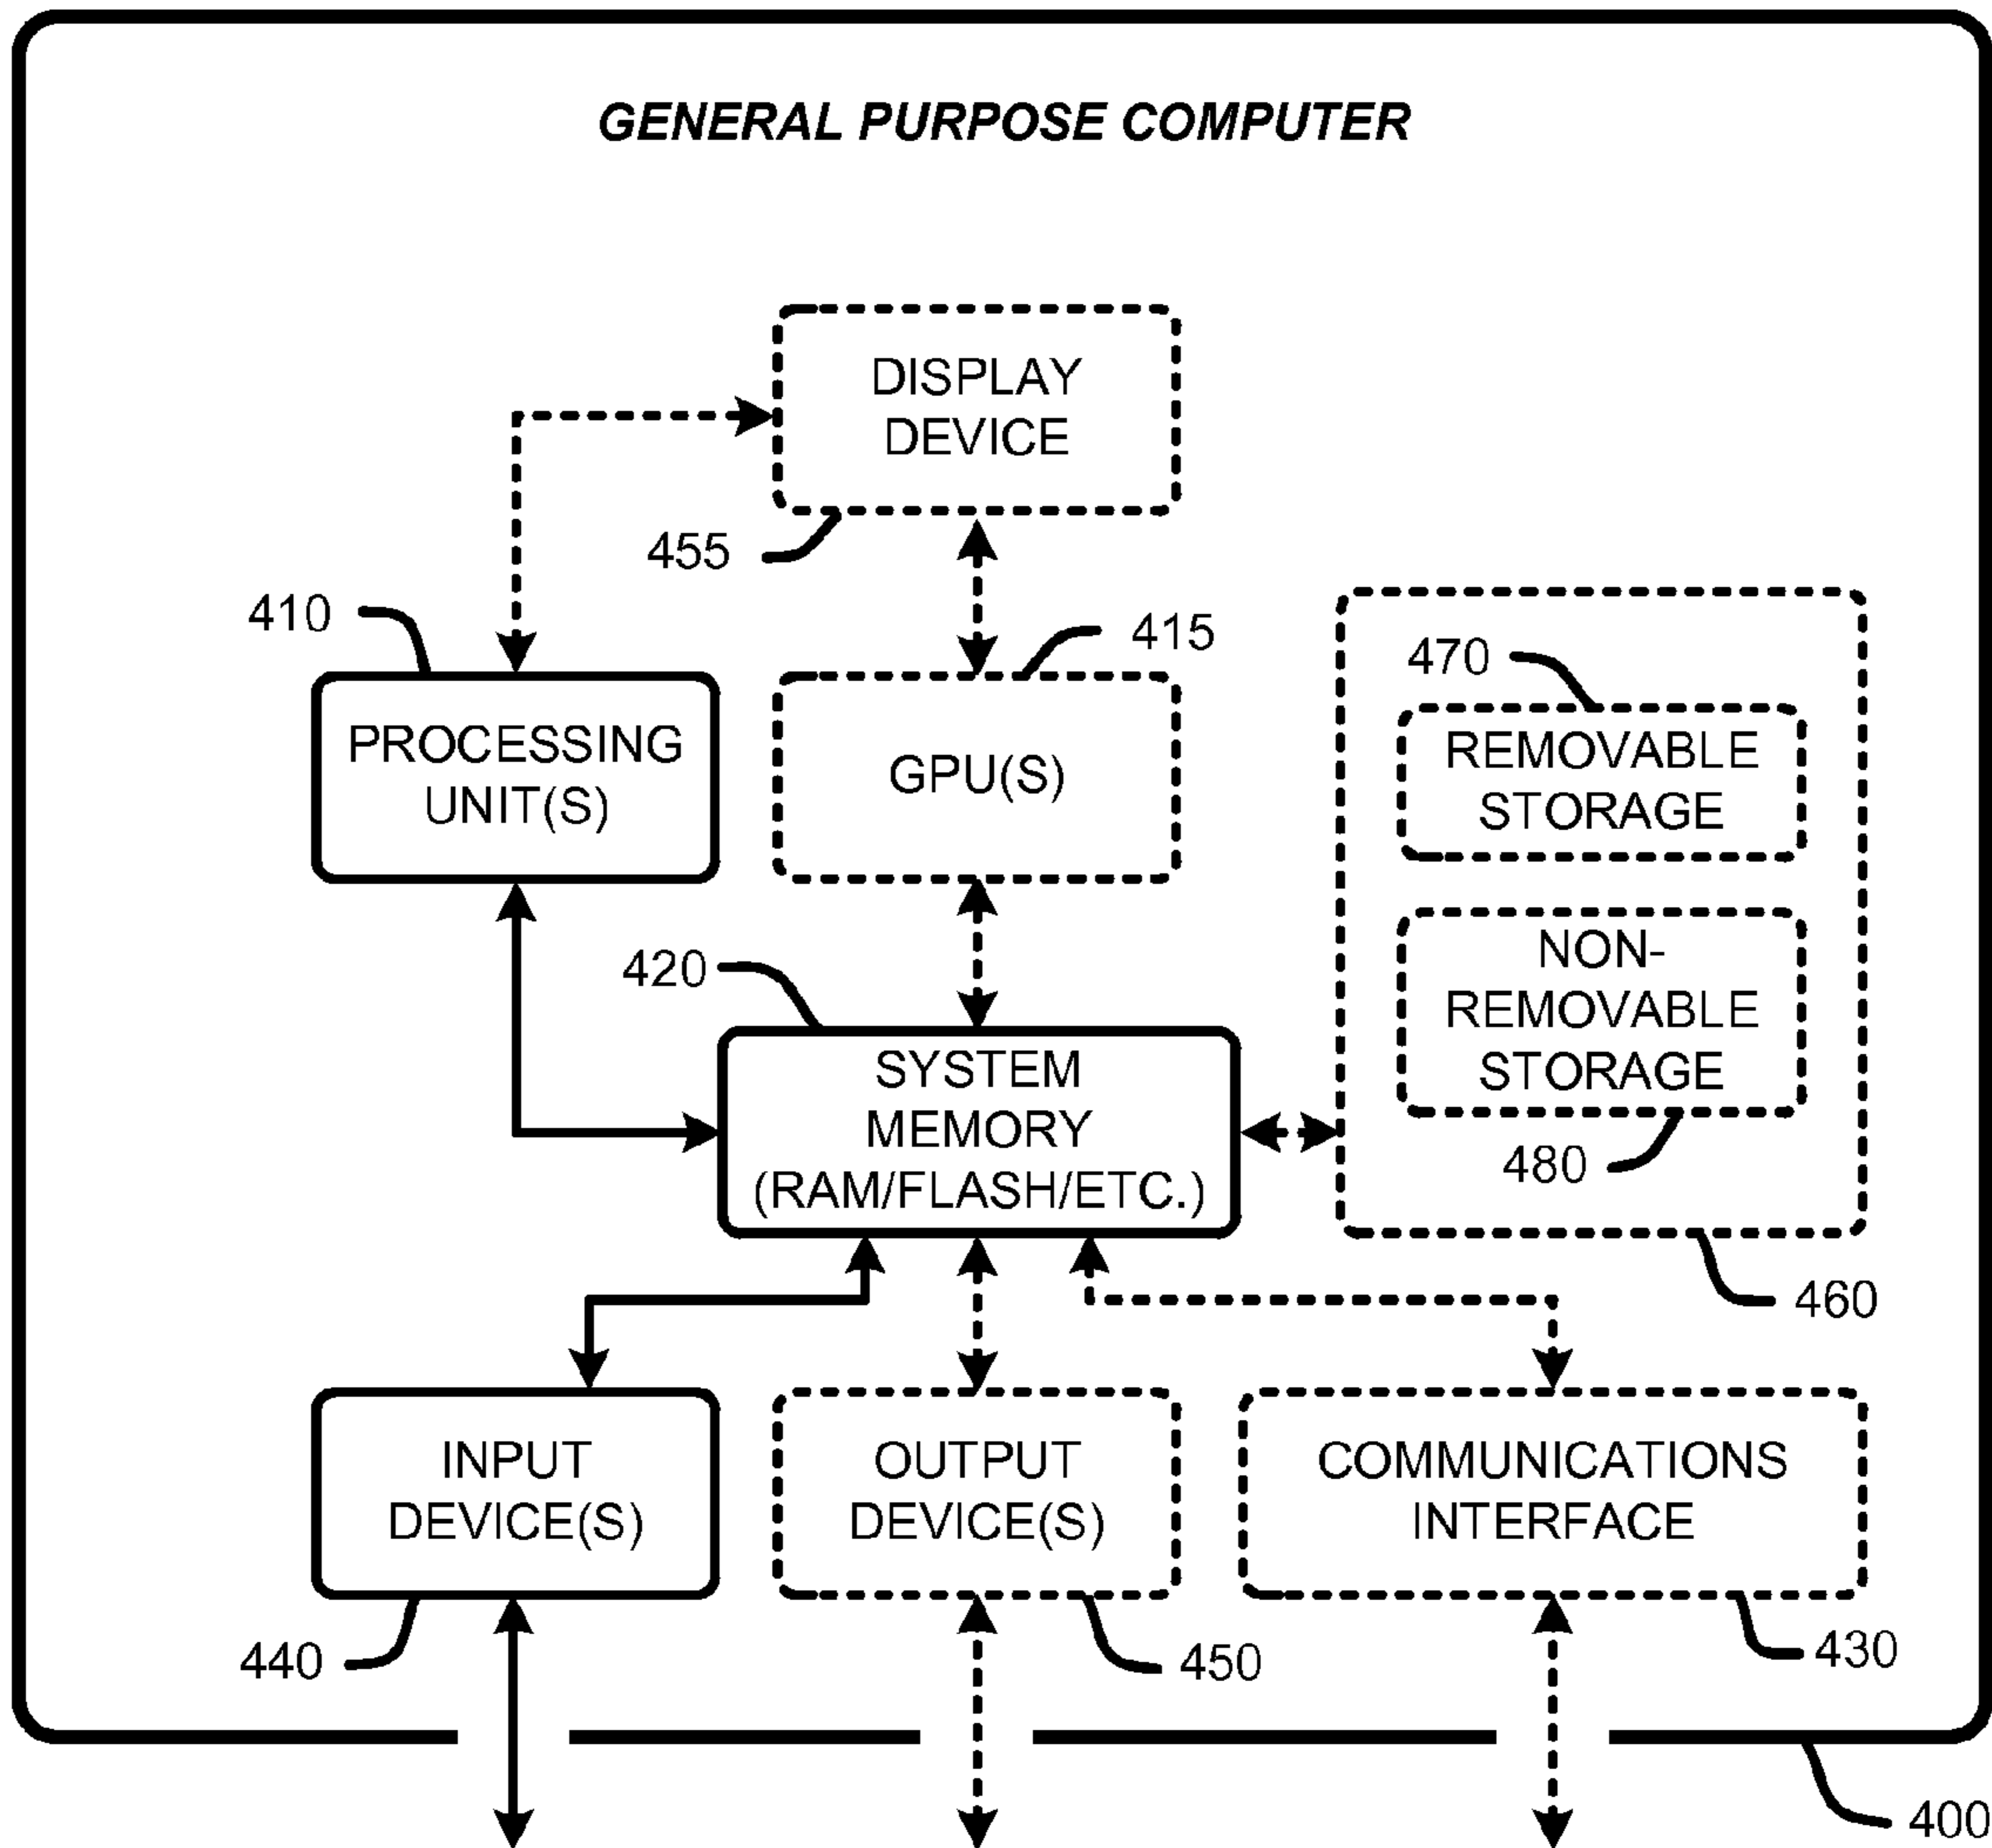 GENERAL PURPOSE COMPUTER
DISPLAY
DEVICE
455
410
415
PROCESSING
UNIT(S)
GPU(S)
470
REMOVABLE
STORAGE
NON-
REMOVABLE
STORAGE
480
420
SYSTEM
MEMORY
(RAM/FLASH/ETC.)
460
INPUT
DEVICE(S)
OUTPUT
DEVICE(S)
COMMUNICATIONS
INTERFACE
440
450
430
400